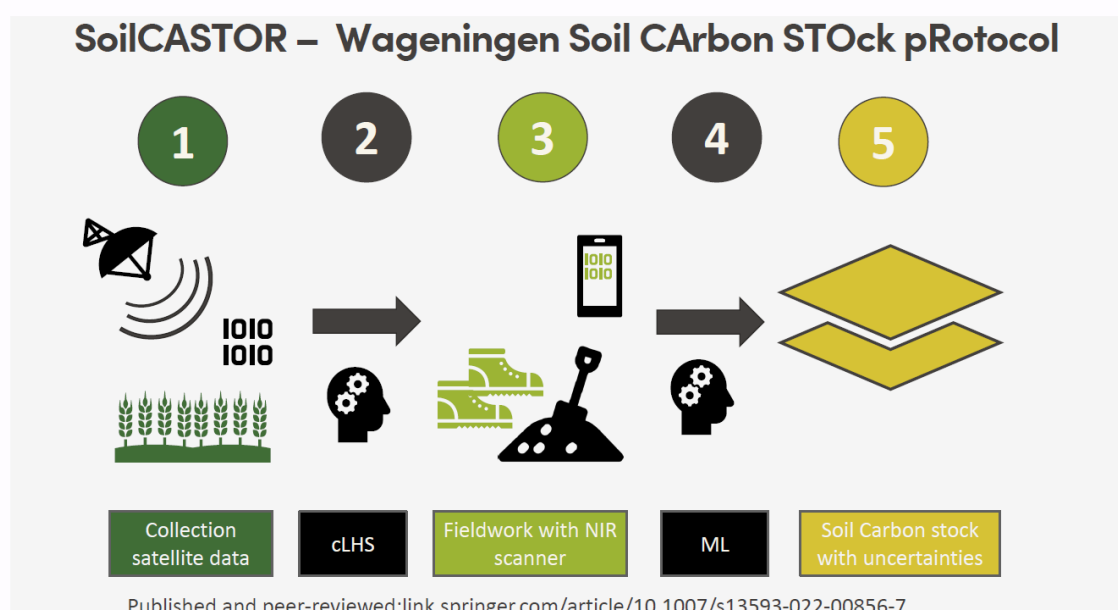 SoilCASTOR – Wageningen Soil CArbon STOck pRotocol
1 2 3 4 5
1010
1010
1010
1010
Collection
satellite data
cLHS
Fieldwork with NIR
scanner
ML
Soil Carbon stock
with uncertainties
Published and peer-reviewed:link.springer.com/article/10.1007/s13593-022-00856-7